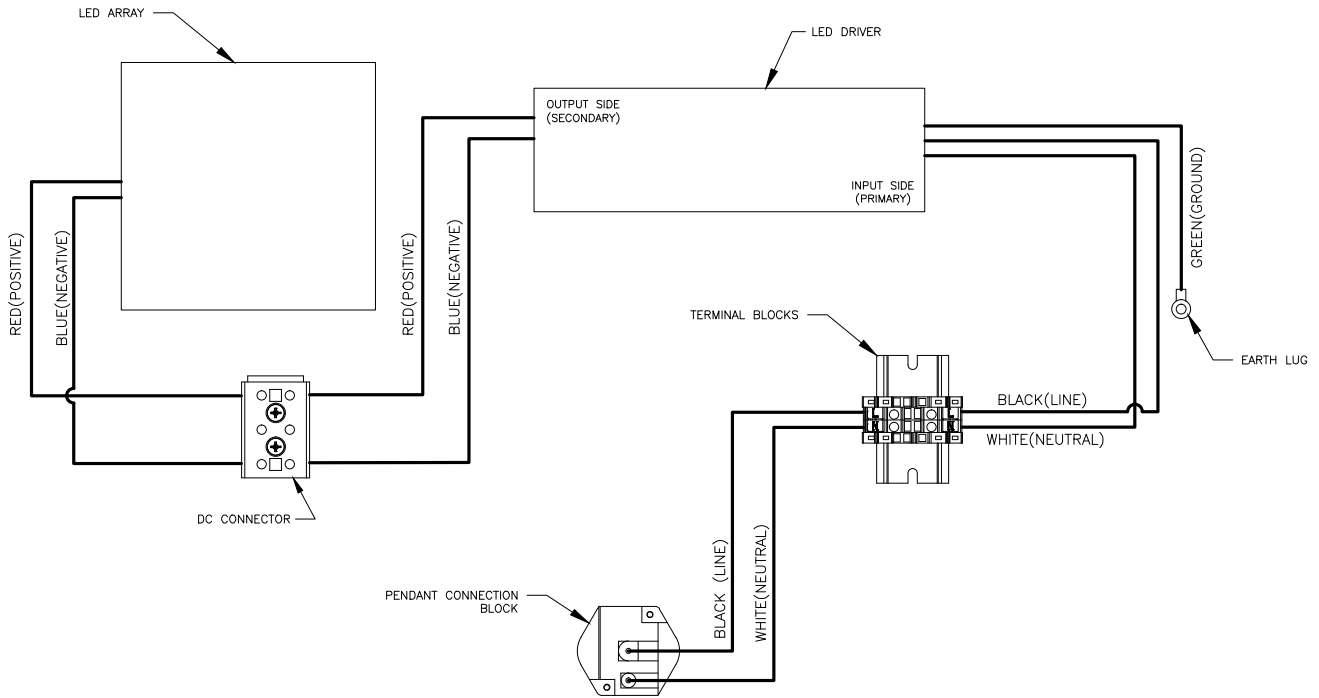 LED ARRAY
LED DRIVER
OUTPUT SIDE
(SECONDARY)
INPUT SIDE
(PRIMARY)
RED(POSITIVE)
BLUE(NEGATIVE)
RED(POSITIVE)
BLUE(NEGATIVE)
GREEN(GROUND)
TERMINAL BLOCKS
EARTH LUG
L
L
N
N
BLACK(LINE)
WHITE(NEUTRAL)
DC CONNECTOR
BLACK (LINE)
WHITE(NEUTRAL)
PENDANT CONNECTION
BLOCK